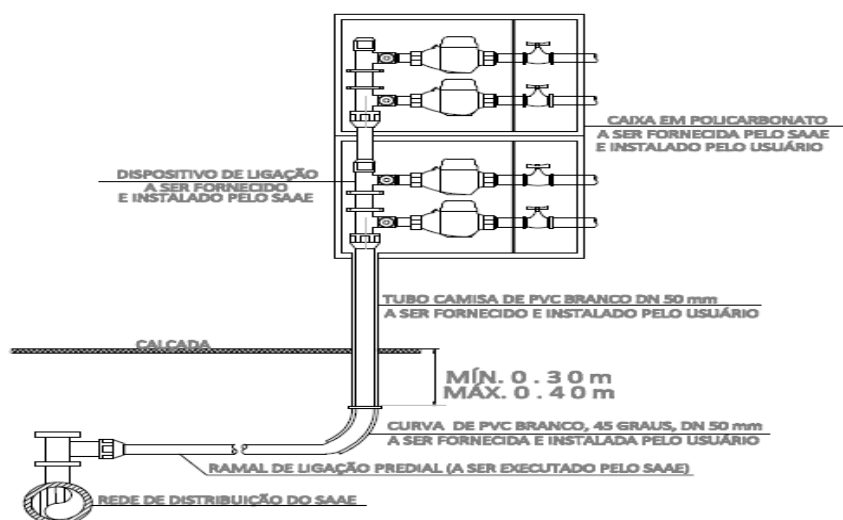 CAIXA EM POLICARBONATO
A SER FORNECIDA PELO SAAE
E INSTALADO PELO USUÁRIO
DISPOSITIVO DE LIGAÇÃO
A SER FORNECIDO
E INSTALADO PELO SAAE
TUBO CAMISA DE PVC BRANCO DN 50 mm
A SER FORNECIDO E INSTALADO PELO USUÁRIO
CALÇADA
MÍN. 0.30m
MÁX. 0.40m
CURVA DE PVC BRANCO, 45 GRAUS, DN 50 mm
A SER FORNECIDA E INSTALADA PELO USUÁRIO
RAMAL DE LIGAÇÃO PREDIAL (A SER EXECUTADO PELO SAAE)
REDE DE DISTRIBUIÇÃO DO SAAE